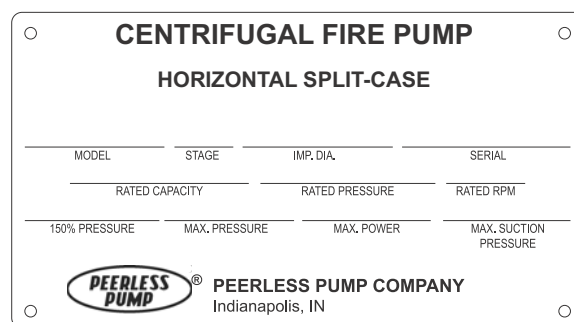 CENTRIFUGAL FIRE PUMP
HORIZONTAL SPLIT-CASE
MODEL STAGE IMP. DIA. SERIAL
RATED CAPACITY RATED PRESSURE RATED RPM
150% PRESSURE MAX. PRESSURE MAX. POWER MAX. SUCTION
PRESSURE
PEERLESS
PUMP ®
PEERLESS PUMP COMPANY
Indianapolis, IN